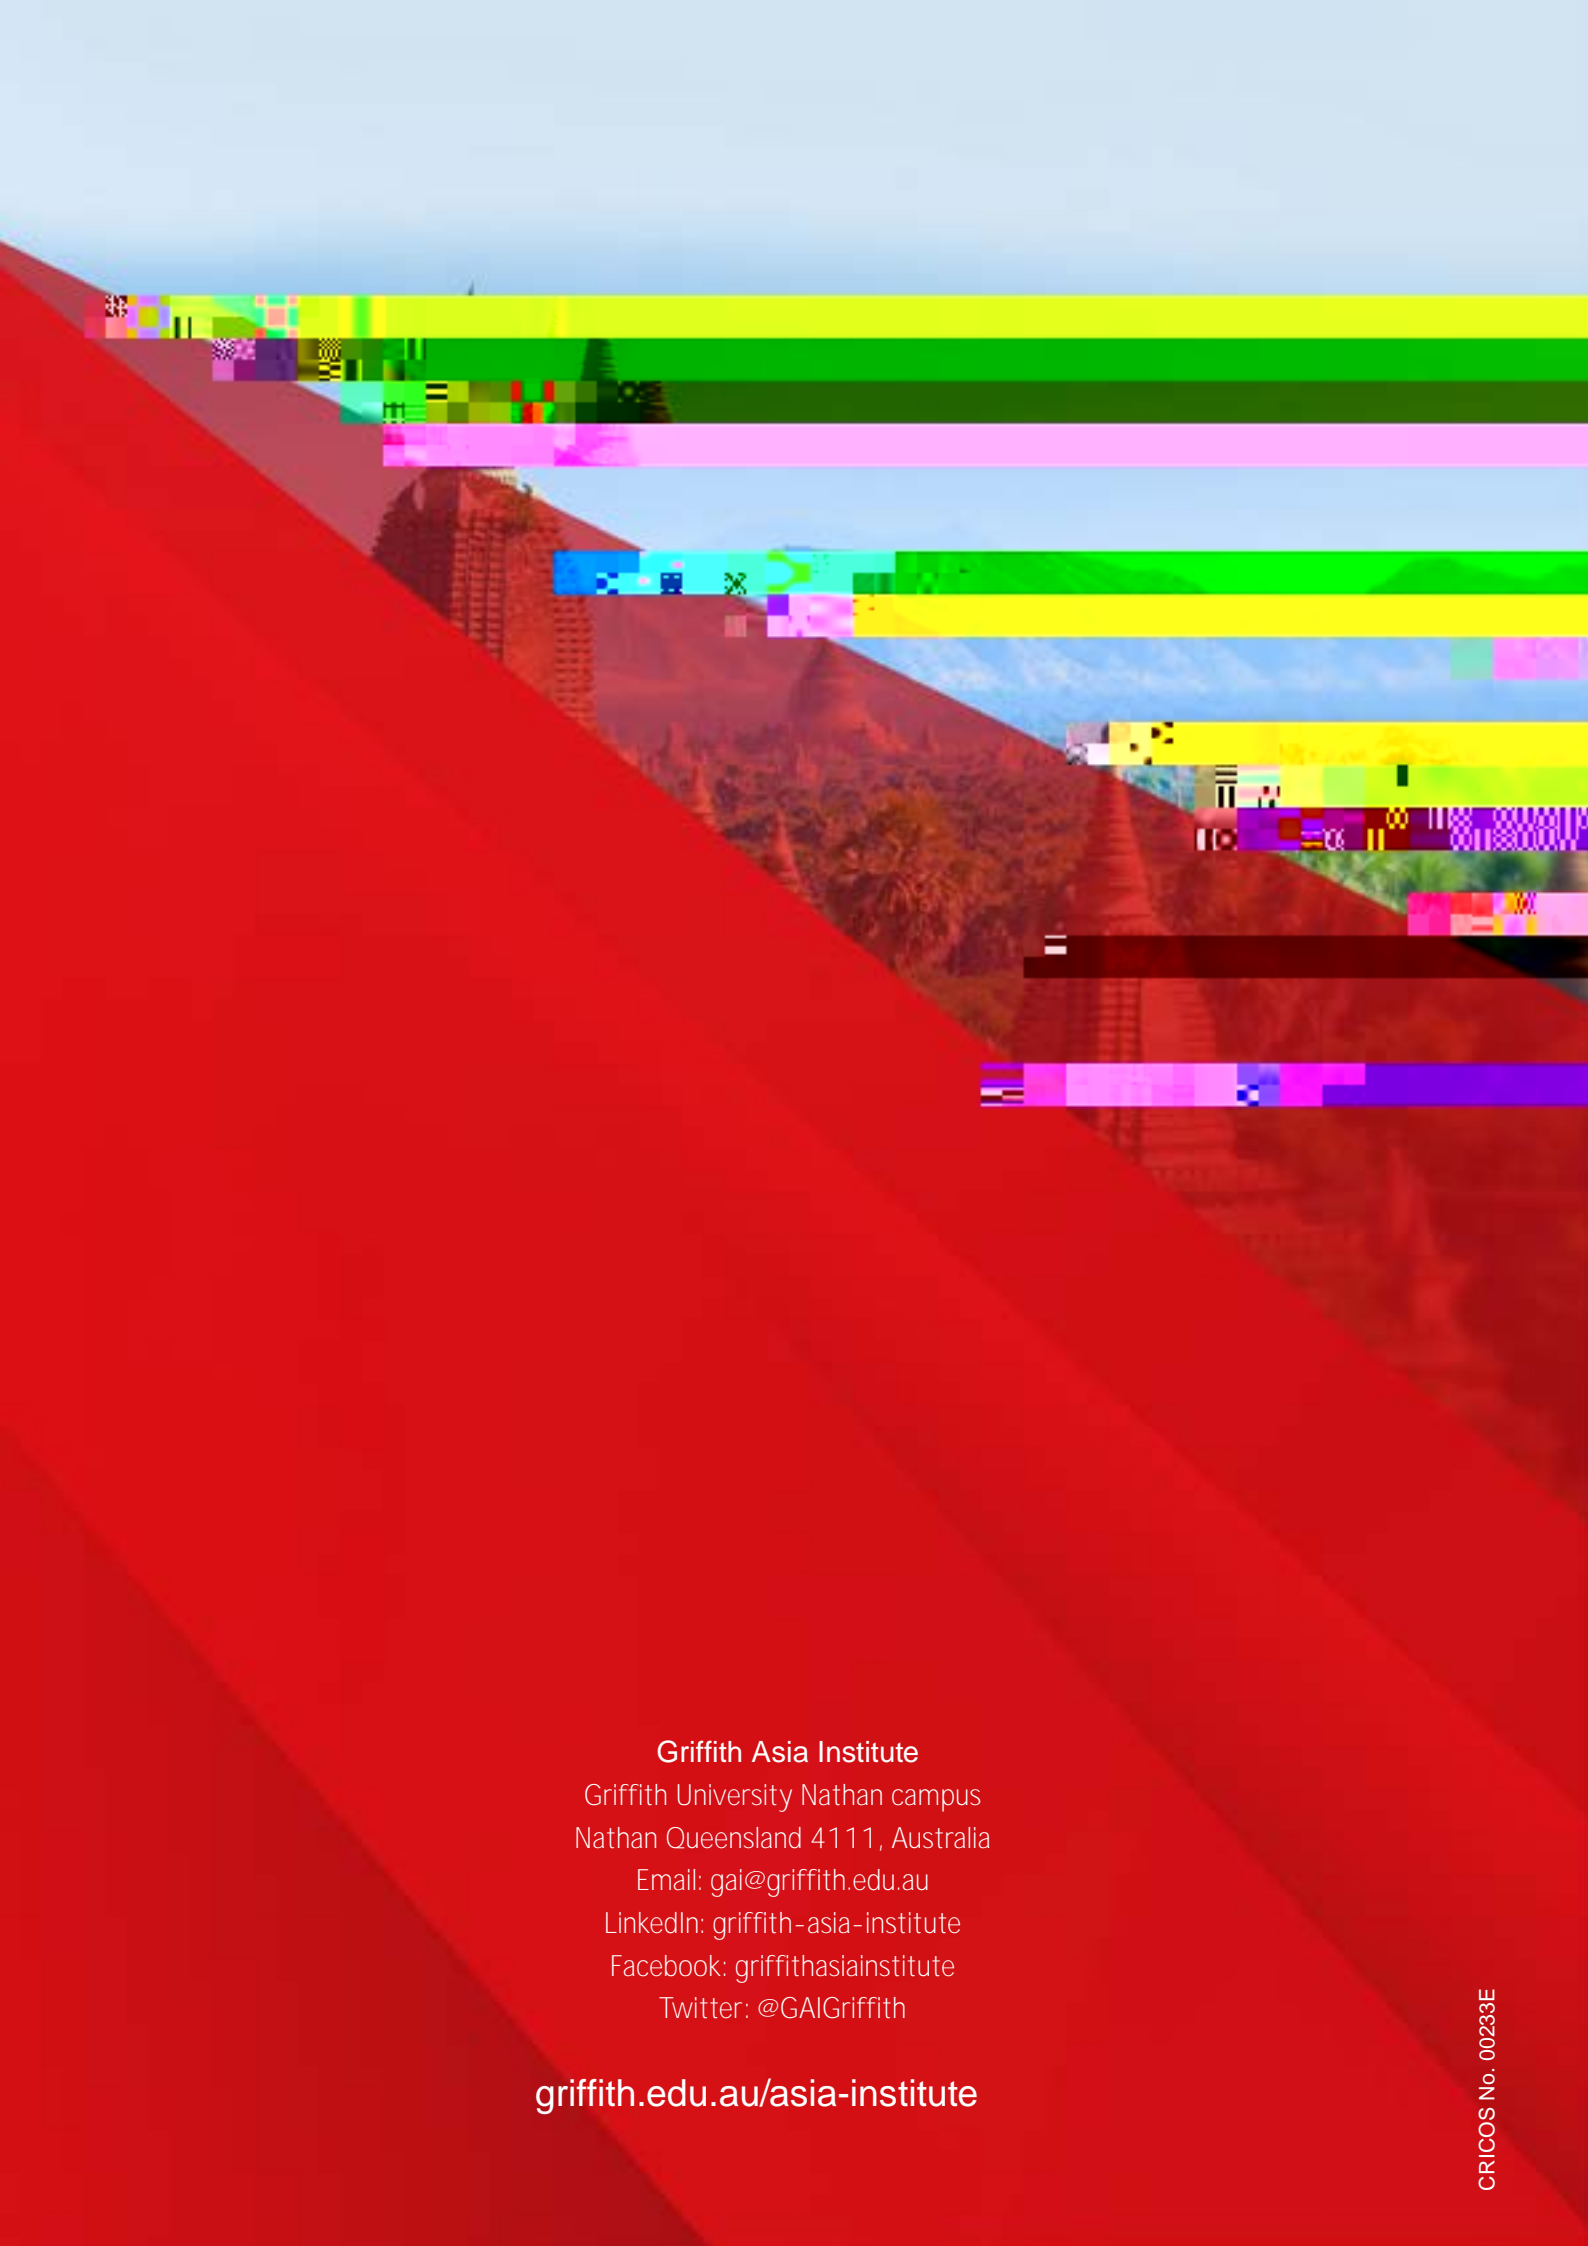 Griffith Asia Institute
Griffith University Nathan campus
Nathan Queensland 4111, Australia
Email: gai@griffith.edu.au
LinkedIn: griffith-asia-institute
Facebook: griffithasiainstitute
Twitter: @GAIGriffith
griffith.edu.au/asia-institute
CRICOS No. 00233E